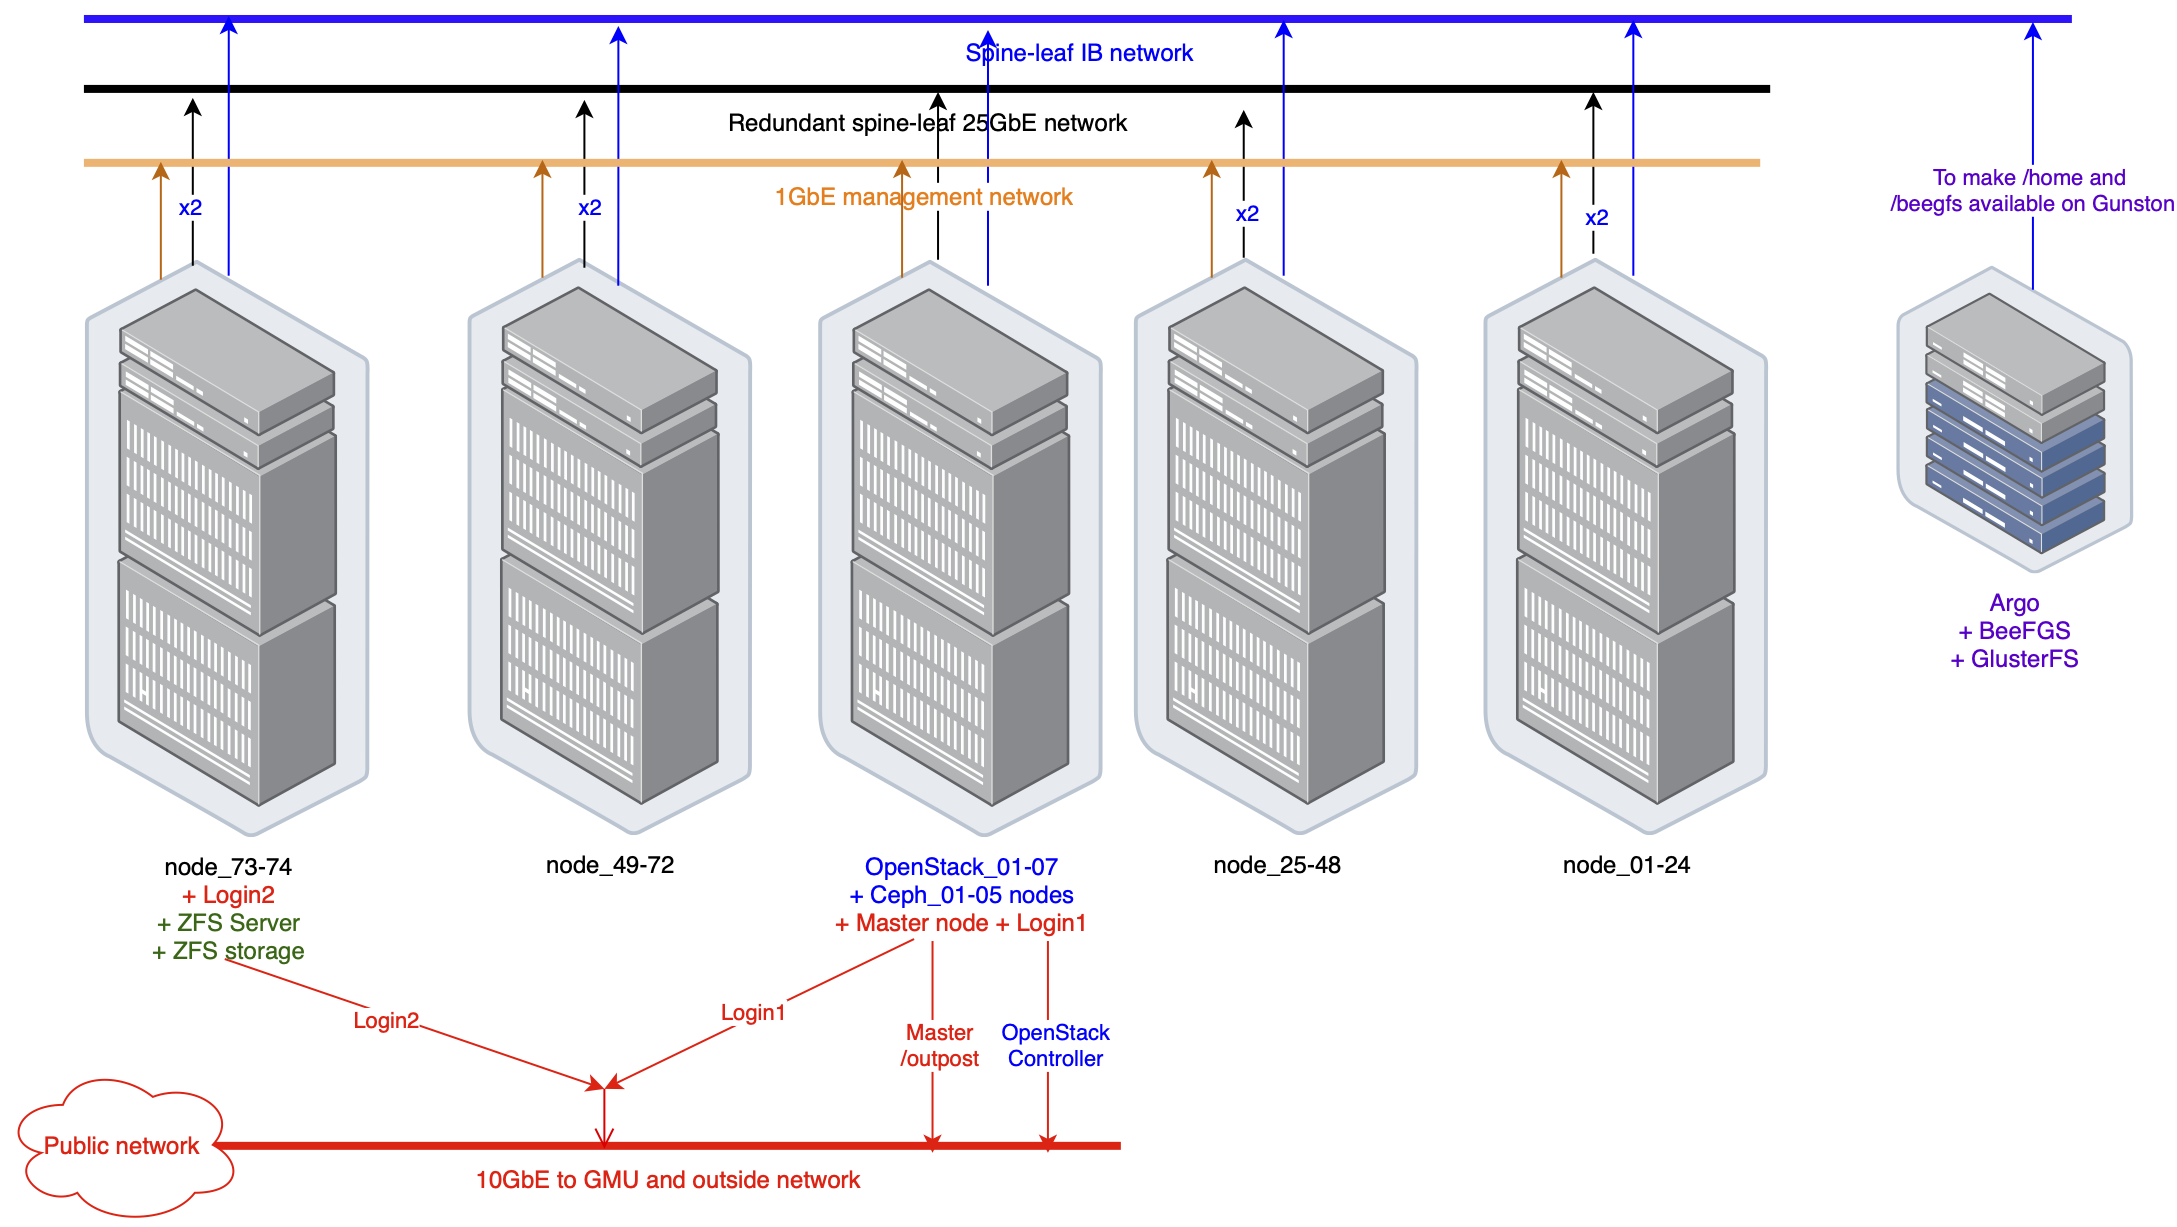 Spine-leaf IB network
Redundant spine-leaf 25GbE network
1GbE management network
x2
x2
x2
x2
To make /home and
/beegfs available on Gunston
Argo
+ BeeFGS
+ GlusterFS
node_73-74
+ Login2
+ ZFS Server
+ ZFS storage
node_49-72
OpenStack_01-07
+ Ceph_01-05 nodes
+ Master node + Login1
node_25-48
node_01-24
Login2
Login1
Master
/outpost
OpenStack
Controller
Public network
10GbE to GMU and outside network